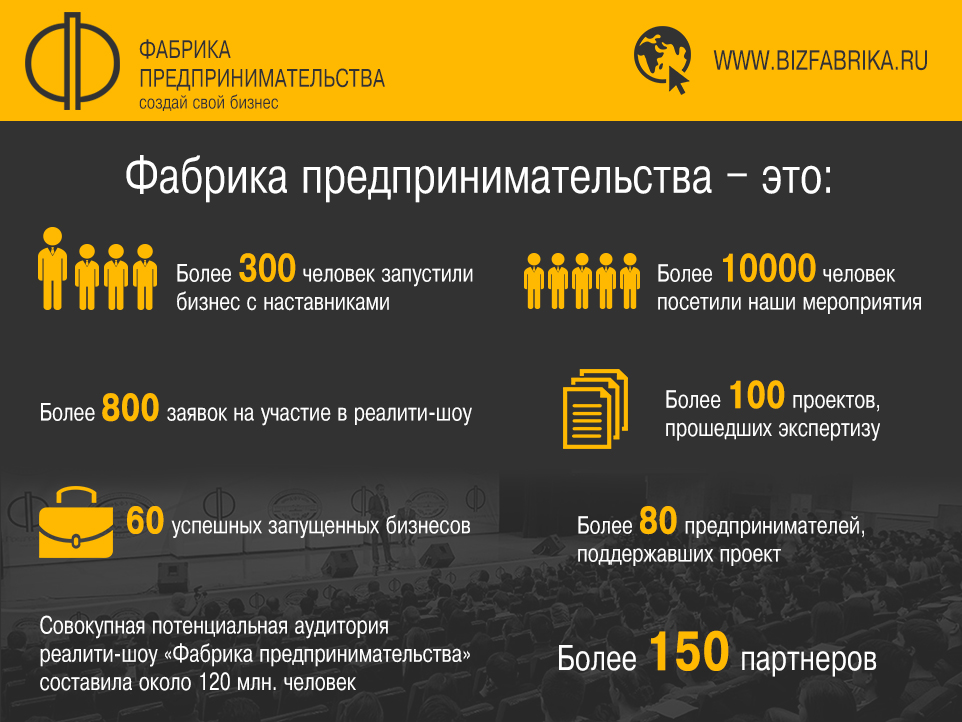 ФАБРИКА
ПРЕДПРИНИМАТЕЛЬСТВА
создай свой бизнес
WWW.BIZFABRIKA.RU
Фабрика предпринимательства – это:
Более 300 человек запустили
бизнес с наставниками
Более 10000 человек
посетили наши мероприятия
Более 800 заявок на участие в реалити-шоу
Более 100 проектов,
прошедших экспертизу
60 успешных запущенных бизнесов
Более 80 предпринимателей,
поддержавших проект
Совокупная потенциальная аудитория
реалити-шоу «Фабрика предпринимательства»
составила около 120 млн. человек
Более 150 партнеров